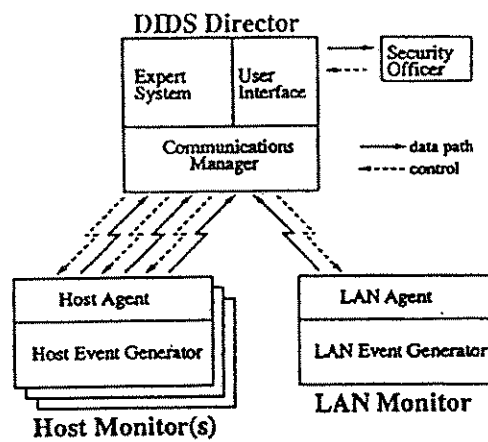 DIDS Director
Expert
System
User
Interface
Security
Officer
Communications
Manager
data path
control
Host Agent
Host Event Generator
Host Monitor(s)
LAN Agent
LAN Event Generator
LAN Monitor